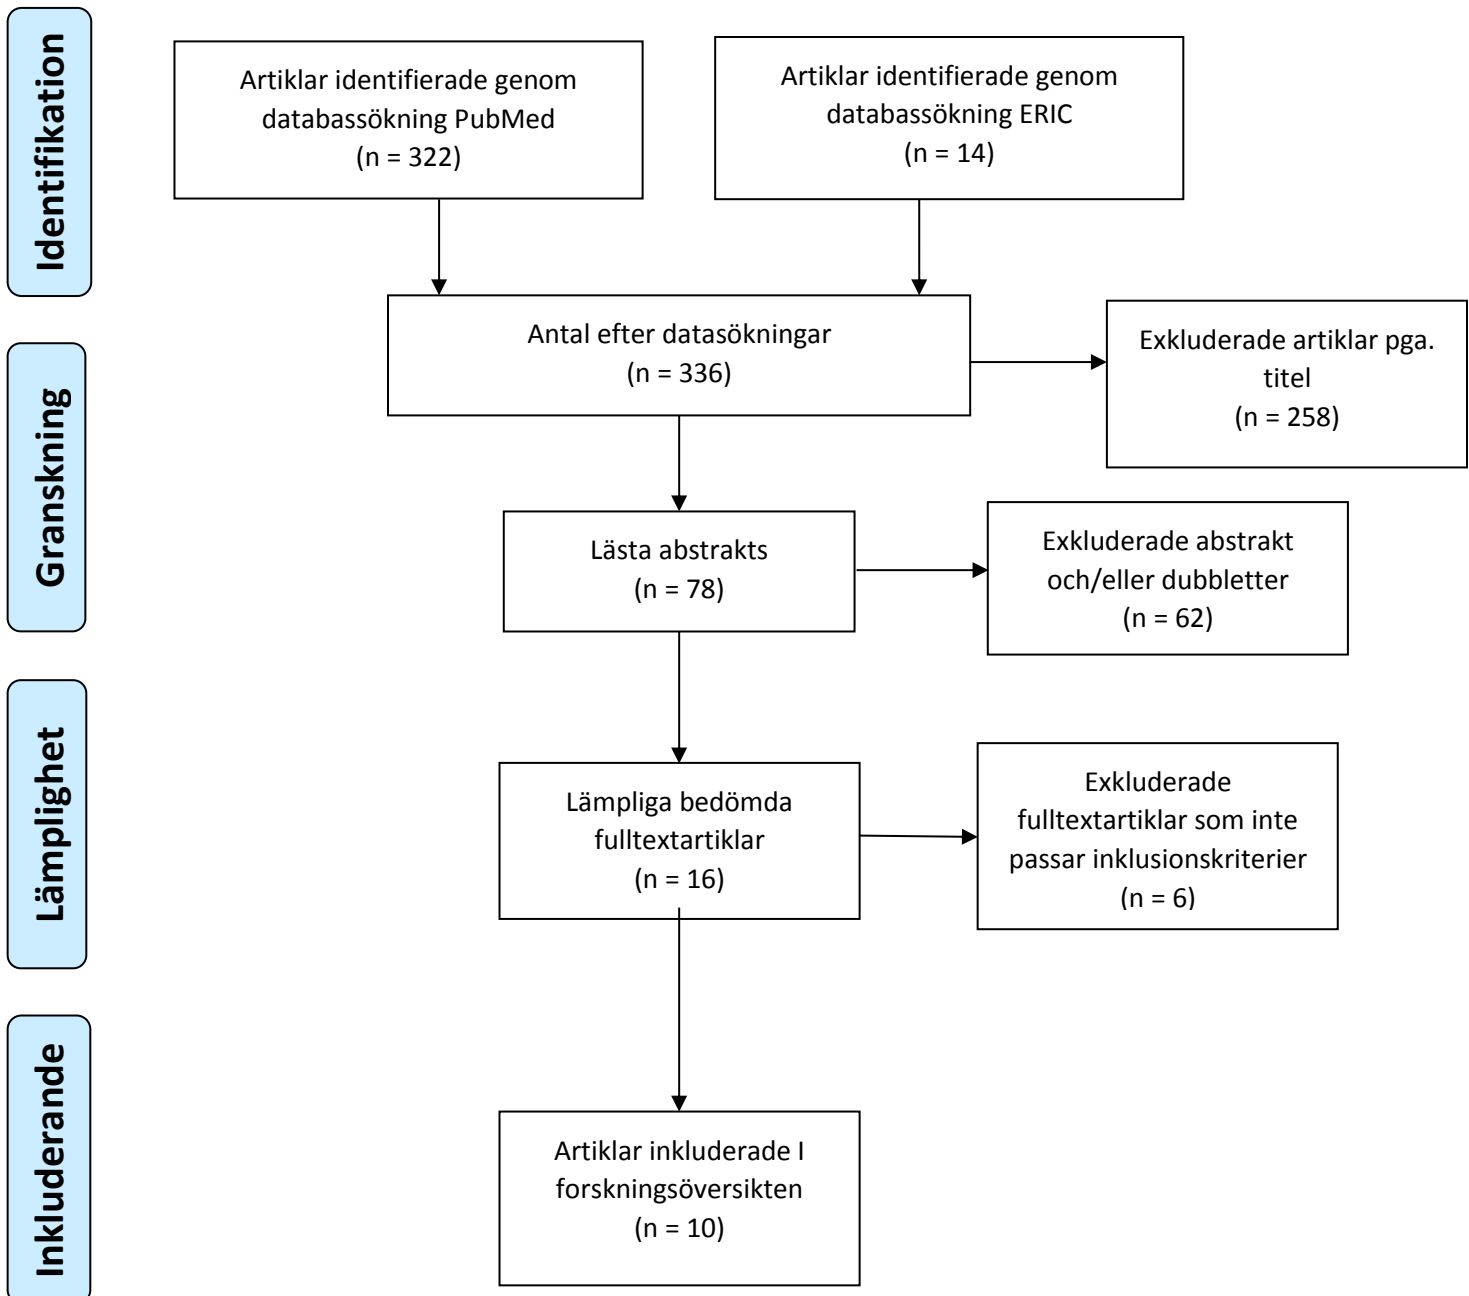 Identifikation
Artiklar identifierade genom
databassökning PubMed
(n = 322)
Artiklar identifierade genom
databassökning ERIC
(n = 14)
Antal efter datasökningar
(n = 336)
Exkluderade artiklar pga.
titel
(n = 258)
Granskning
Lästa abstrakts
(n = 78)
Exkluderade abstrakt
och/eller dubbletter
(n = 62)
Lämplighet
Lämpliga bedömda
fulltextartiklar
(n = 16)
Exkluderade
fulltextartiklar som inte
passar inklusionskriterier
(n = 6)
Inkluderande
Artiklar inkluderade I
forskningsöversikten
(n = 10)